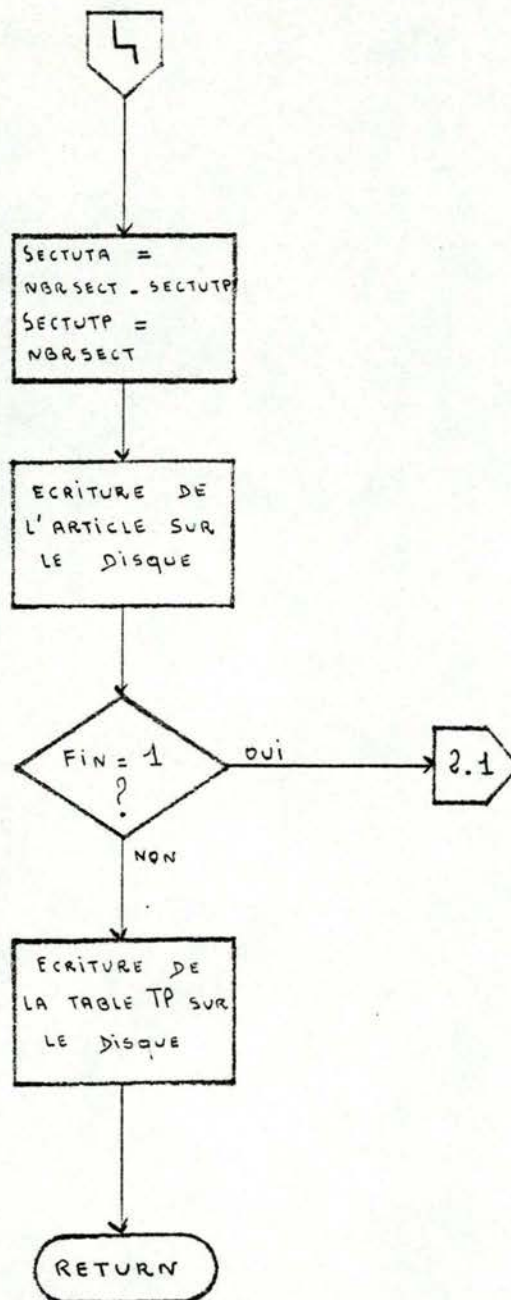 4
SECTUTA =
NBRSECT - SECTUTP
SECTUTP =
NBRSECT
ECRITURE DE
L'ARTICLE SUR
LE DISQUE
FIN = 1
?
OUI
2.1
NON
ECRITURE DE
LA TABLE TP SUR
LE DISQUE
RETURN